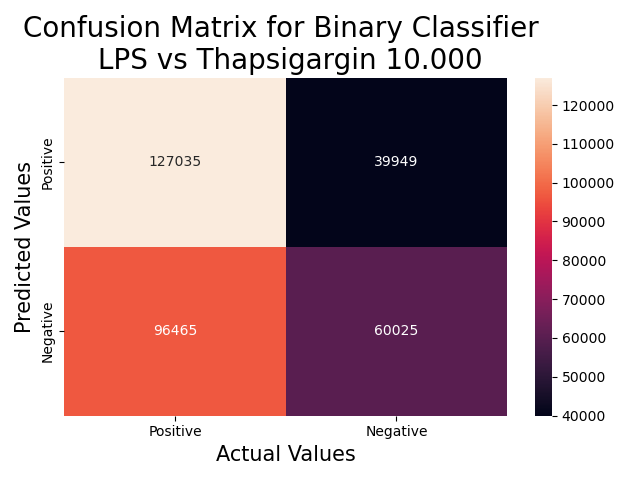 Confusion Matrix for Binary Classifier
LPS vs Thapsigargin 10.000
Predicted Values
Positive
Negative
127035
39949
96465
60025
Positive
Negative
Actual Values
120000
110000
100000
90000
80000
70000
60000
50000
40000